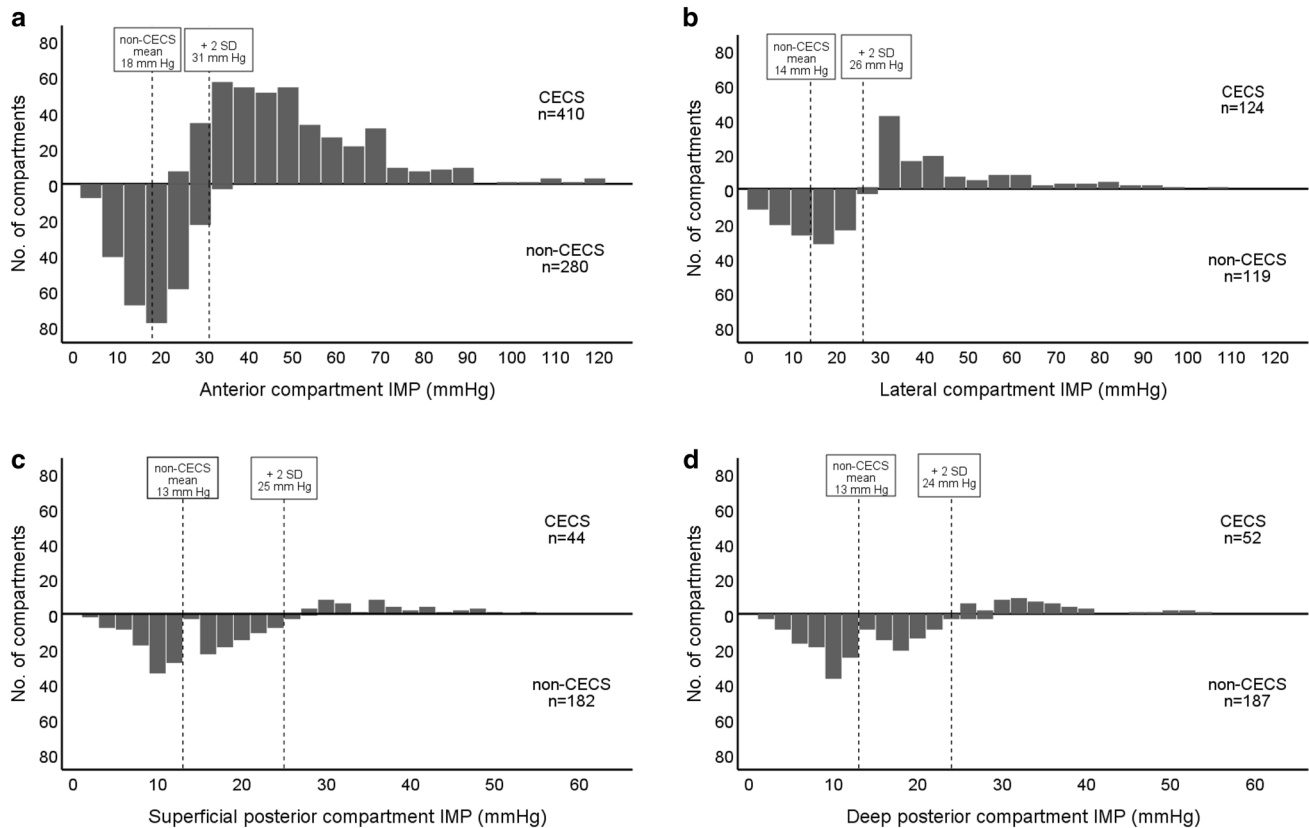 a
non-CECS
mean
18 mm Hg
+ 2 SD
31 mm Hg
80
60
40
20
0
20
40
60
80
No. of compartments
CECS
n=410
non-CECS
n=280
0 10 20 30 40 50 60 70 80 90 100 110 120
Anterior compartment IMP (mmHg)
b
non-CECS
mean
14 mm Hg
+ 2 SD
26 mm Hg
80
60
40
20
0
20
40
60
80
No. of compartments
CECS
n=124
non-CECS
n=119
0 10 20 30 40 50 60 70 80 90 100 110 120
Lateral compartment IMP (mmHg)
c
non-CECS
mean
13 mm Hg
+ 2 SD
25 mm Hg
80
60
40
20
0
20
40
60
80
No. of compartments
CECS
n=44
non-CECS
n=182
0 10 20 30 40 50 60
Superficial posterior compartment IMP (mmHg)
d
non-CECS
mean
13 mm Hg
+ 2 SD
24 mm Hg
80
60
40
20
0
20
40
60
80
No. of compartments
CECS
n=52
non-CECS
n=187
0 10 20 30 40 50 60
Deep posterior compartment IMP (mmHg)